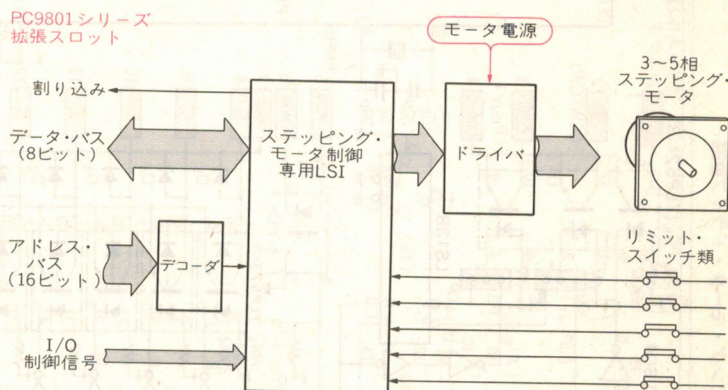 PC9801シリーズ
拡張スロット
モータ電源
割り込み
3～5相
ステッピング・
モータ
データ・バス
(8ビット)
ステッピング・
モータ制御
専用LSI
ドライバ
アドレス・
バス
(16ビット)
デコーダ
リミット・
スイッチ類
I/O
制御信号